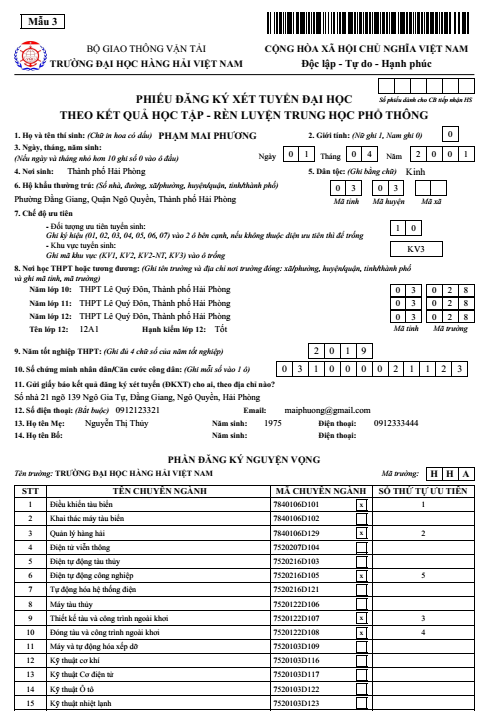 Mẫu 3
BỘ GIAO THÔNG VẬN TẢI
TRƯỜNG ĐẠI HỌC HÀNG HẢI VIỆT NAM
CỘNG HÒA XÃ HỘI CHỦ NGHĨA VIỆT NAM
Độc lập - Tự do - Hạnh phúc
Số phiếu dành cho CB tiếp nhận HS
PHIẾU ĐĂNG KÝ XÉT TUYỂN ĐẠI HỌC
THEO KẾT QUẢ HỌC TẬP - RÈN LUYỆN TRUNG HỌC PHỔ THÔNG
1. Họ và tên thí sinh: (Chữ in hoa có dấu) PHẠM MAI PHƯƠNG 2. Giới tính: (Nữ ghi 1, Nam ghi 0) 0
3. Ngày, tháng, năm sinh:
(Nếu ngày và tháng nhỏ hơn 10 ghi số 0 vào ô đầu) Ngày 0 1 Tháng 0 4 Năm 2 0 0 1
4. Nơi sinh: Thành phố Hải Phòng 5. Dân tộc: (Ghi bằng chữ) Kinh
6. Hộ khẩu thường trú: (Số nhà, đường, xã/phường, huyện/quận, tỉnh/thành phố) 0 3 0 3
Phường Đằng Giang, Quận Ngô Quyền, Thành phố Hải Phòng Mã tỉnh Mã huyện Mã xã
7. Chế độ ưu tiên
- Đối tượng ưu tiên tuyển sinh: 1 0
Ghi ký hiệu (01, 02, 03, 04, 05, 06, 07) vào 2 ô bên cạnh, nếu không thuộc diện ưu tiên thì để trống
- Khu vực tuyển sinh: KV3
Ghi mã khu vực (KV1, KV2, KV2-NT, KV3) vào ô trống
8. Nơi học THPT hoặc tương đương: (Ghi tên trường và địa chỉ nơi trường đóng: xã/phường, huyện/quận, tỉnh/thành phố
và ghi mã tỉnh, mã trường)
Năm lớp 10: THPT Lê Quý Đôn, Thành phố Hải Phòng 0 3 0 2 8
Năm lớp 11: THPT Lê Quý Đôn, Thành phố Hải Phòng 0 3 0 2 8
Năm lớp 12: THPT Lê Quý Đôn, Thành phố Hải Phòng 0 3 0 2 8
Tên lớp 12: 12A1 Hạnh kiểm lớp 12: Tốt Mã tỉnh Mã trường
9. Năm tốt nghiệp THPT: (Ghi đủ 4 chữ số của năm tốt nghiệp) 2 0 1 9
10. Số chứng minh nhân dân/Căn cước công dân: (Ghi mỗi số vào 1 ô) 0 3 1 0 0 0 0 2 1 1 2 3
11. Gửi giấy báo kết quả đăng ký xét tuyển (ĐKXT) cho ai, theo địa chỉ nào?
Số nhà 21 ngõ 139 Ngô Gia Tự, Đằng Giang, Ngô Quyền, Hải Phòng
12. Số điện thoại: (Bắt buộc) 0912123321 Email: maiphuong@gmail.com
13. Họ tên Mẹ: Nguyễn Thị Thủy Năm sinh: 1975 Điện thoại: 0912333444
14. Họ tên Bố: Năm sinh: Điện thoại:
PHẦN ĐĂNG KÝ NGUYỆN VỌNG
Tên trường: TRƯỜNG ĐẠI HỌC HÀNG HẢI VIỆT NAM Mã trường: H H A
STT TÊN CHUYÊN NGÀNH MÃ CHUYÊN NGÀNH SỐ THỨ TỰ ƯU TIÊN
1 Điều khiển tàu biển 7840106D101 x 1
2 Khai thác máy tàu biển 7840106D102
3 Quản lý hàng hải 7840106D129 x 2
4 Điện tử viễn thông 7520207D104
5 Điện tự động tàu thủy 7520216D103
6 Điện tự động công nghiệp 7520216D105 x 5
7 Tự động hóa hệ thống điện 7520216D121
8 Máy tàu thủy 7520122D106
9 Thiết kế tàu và công trình ngoài khơi 7520122D107 x 3
10 Đóng tàu và công trình ngoài khơi 7520122D108 x 4
11 Máy và tự động hóa xếp dỡ 7520103D109
12 Kỹ thuật cơ khí 7520103D116
13 Kỹ thuật Cơ điện tử 7520103D117
14 Kỹ thuật Ô tô 7520103D122
15 Kỹ thuật nhiệt lạnh 7520103D123